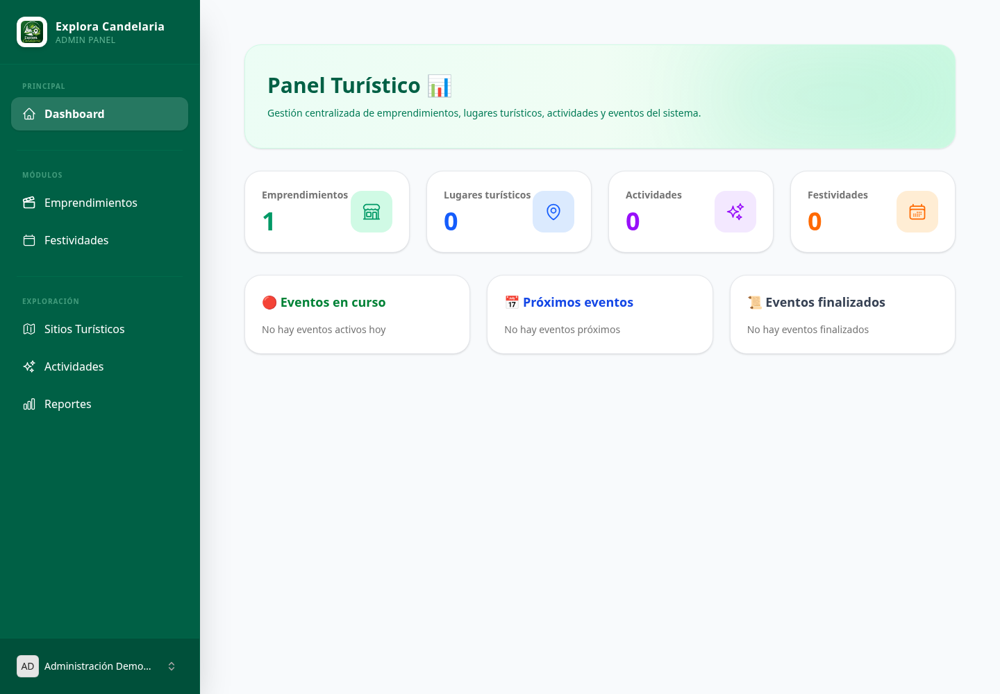 Explora Candelaria
ADMIN PANEL
PRINCIPAL
Dashboard
MÓDULOS
Emprendimientos
Festividades
EXPLORACIÓN
Sitios Turísticos
Actividades
Reportes
AD Administración Demo...
Panel Turístico
Gestión centralizada de emprendimientos, lugares turísticos, actividades y eventos del sistema.
Emprendimientos
1
Lugares turísticos
0
Actividades
0
Festividades
0
Eventos en curso
No hay eventos activos hoy
Próximos eventos
No hay eventos próximos
Eventos finalizados
No hay eventos finalizados